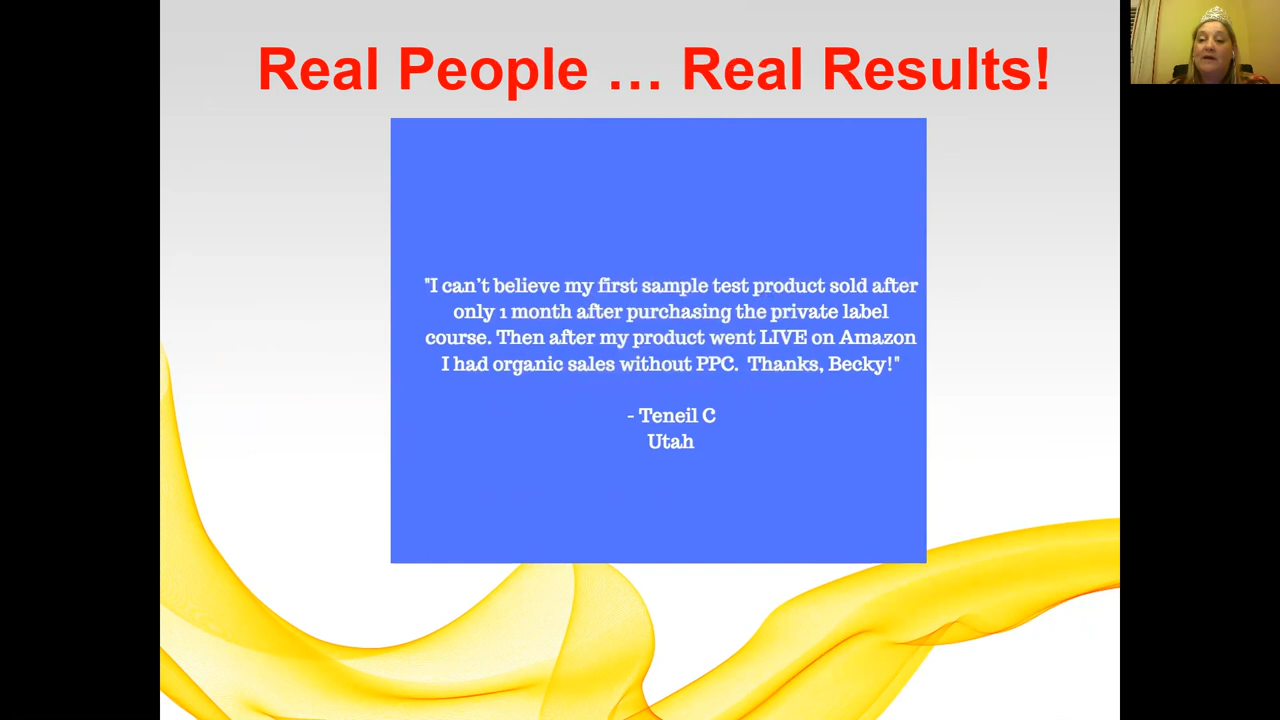 Real People … Real Results!
"I can't believe my first sample test product sold after
only 1 month after purchasing the private label
course. Then after my product went LIVE on Amazon
I had organic sales without PPC.  Thanks, Becky!"
- Teneil C
Utah